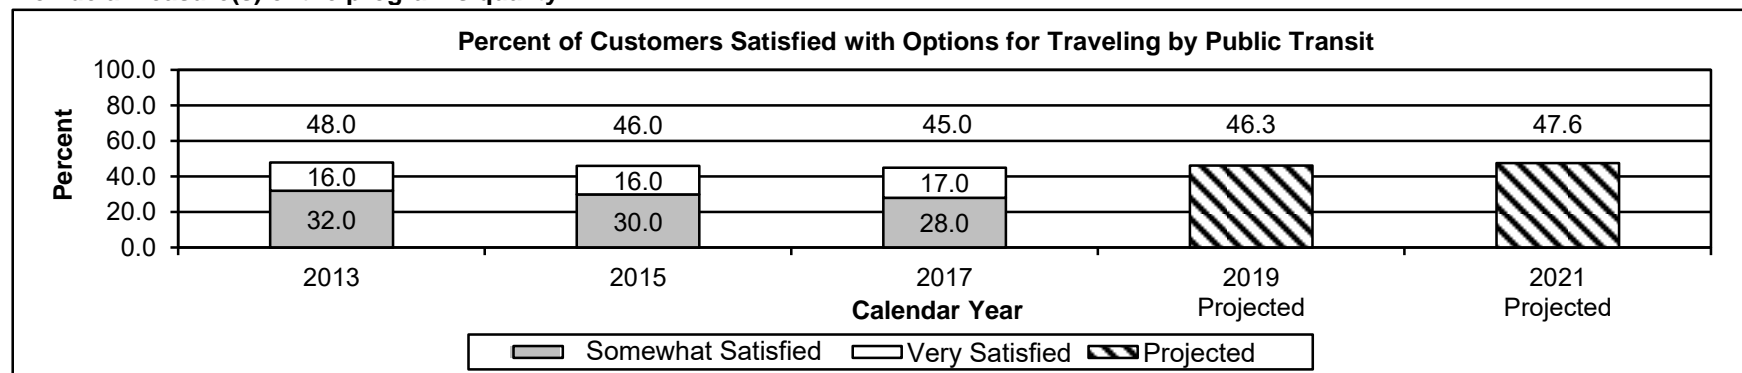 Percent of Customers Satisfied with Options for Traveling by Public Transit
100.0
80.0
60.0
40.0
20.0
0.0
Percent
48.0 46.0 45.0 46.3 47.6
16.0 16.0 17.0
32.0 30.0 28.0
2013 2015 2017 2019 2021
Projected Projected
Calendar Year
Somewhat Satisfied Very Satisfied Projected